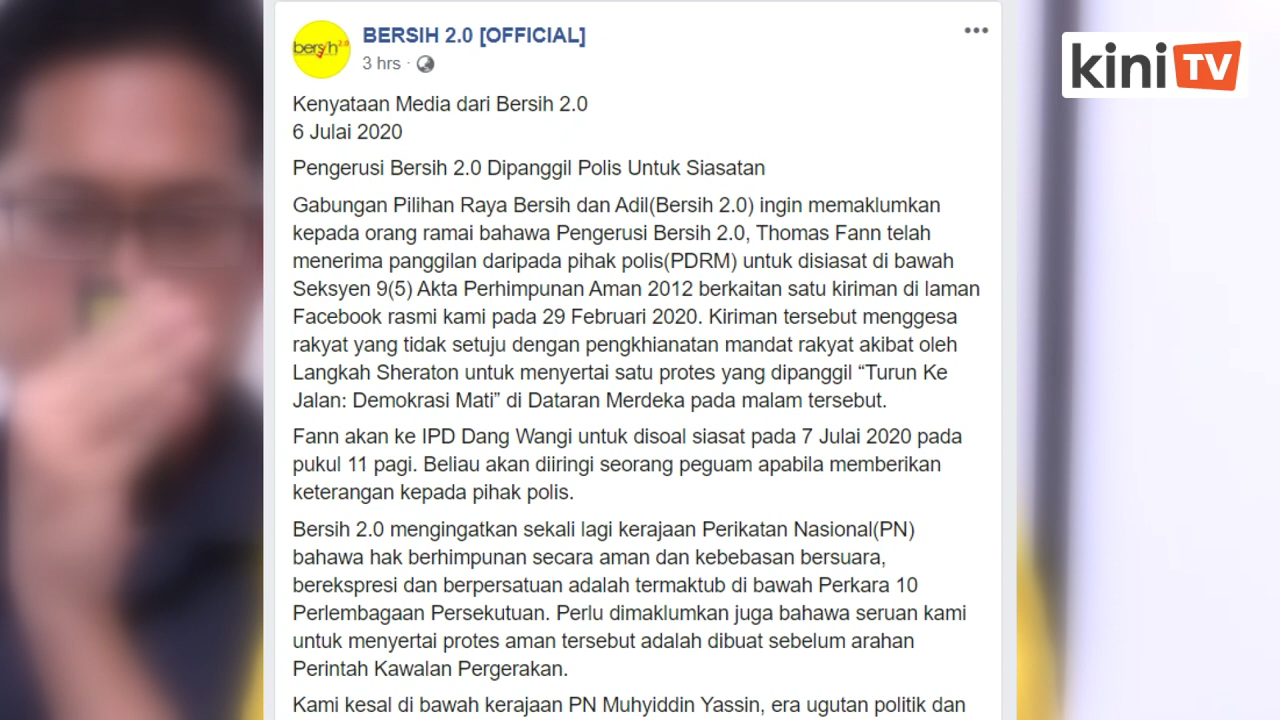 BERSIH 2.0 [OFFICIAL]
3 hrs ·
bersih 2.0
kini TV
Kenyataan Media dari Bersih 2.0
6 Julai 2020
Pengerusi Bersih 2.0 Dipanggil Polis Untuk Siasatan
Gabungan Pilihan Raya Bersih dan Adil(Bersih 2.0) ingin memaklumkan
kepada orang ramai bahawa Pengerusi Bersih 2.0, Thomas Fann telah
menerima panggilan daripada pihak polis(PDRM) untuk disiasat di bawah
Seksyen 9(5) Akta Perhimpunan Aman 2012 berkaitan satu kiriman di laman
Facebook rasmi kami pada 29 Februari 2020. Kiriman tersebut menggesa
rakyat yang tidak setuju dengan pengkhianatan mandat rakyat akibat oleh
Langkah Sheraton untuk menyertai satu protes yang dipanggil “Turun Ke
Jalan: Demokrasi Mati” di Dataran Merdeka pada malam tersebut.
Fann akan ke IPD Dang Wangi untuk disoal siasat pada 7 Julai 2020 pada
pukul 11 pagi. Beliau akan diiringi seorang peguam apabila memberikan
keterangan kepada pihak polis.
Bersih 2.0 mengingatkan sekali lagi kerajaan Perikatan Nasional(PN)
bahawa hak berhimpunan secara aman dan kebebasan bersuara,
berekspresi dan berpersatuan adalah termaktub di bawah Perkara 10
Perlembagaan Persekutuan. Perlu dimaklumkan juga bahawa seruan kami
untuk menyertai protes aman tersebut adalah dibuat sebelum arahan
Perintah Kawalan Pergerakan.
Kami kesal di bawah kerajaan PN Muhyiddin Yassin, era ugutan politik dan